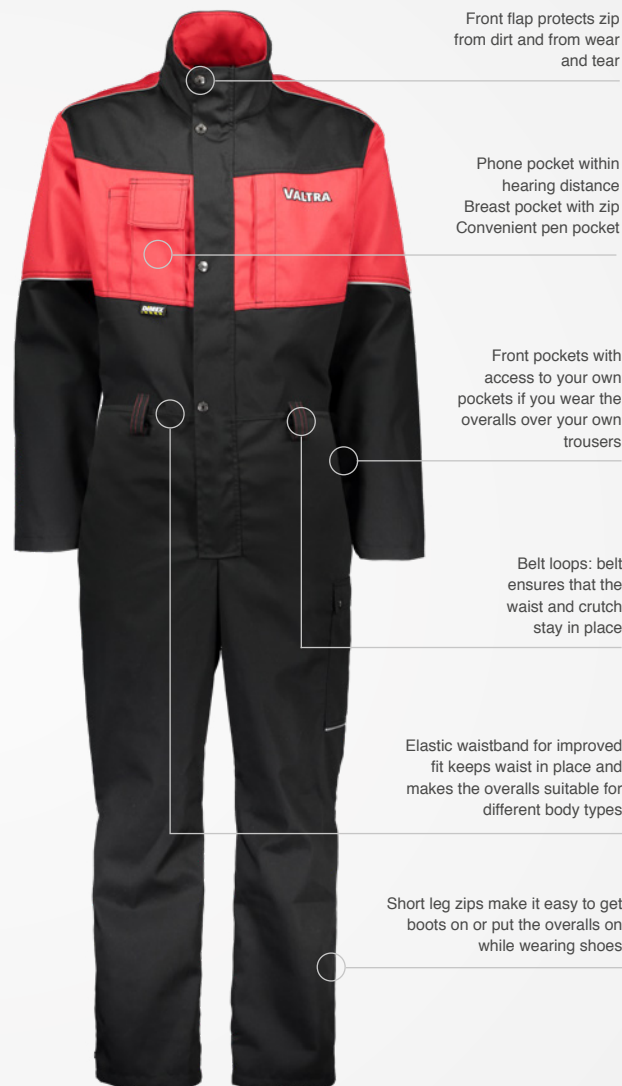 Front flap protects zip
from dirt and from wear
and tear
Phone pocket within
hearing distance
Breast pocket with zip
Convenient pen pocket
VALTRA
DIMEX
Front pockets with
access to your own
pockets if you wear the
overalls over your own
trousers
Belt loops: belt
ensures that the
waist and crutch
stay in place
Elastic waistband for improved
fit keeps waist in place and
makes the overalls suitable for
different body types
Short leg zips make it easy to get
boots on or put the overalls on
while wearing shoes